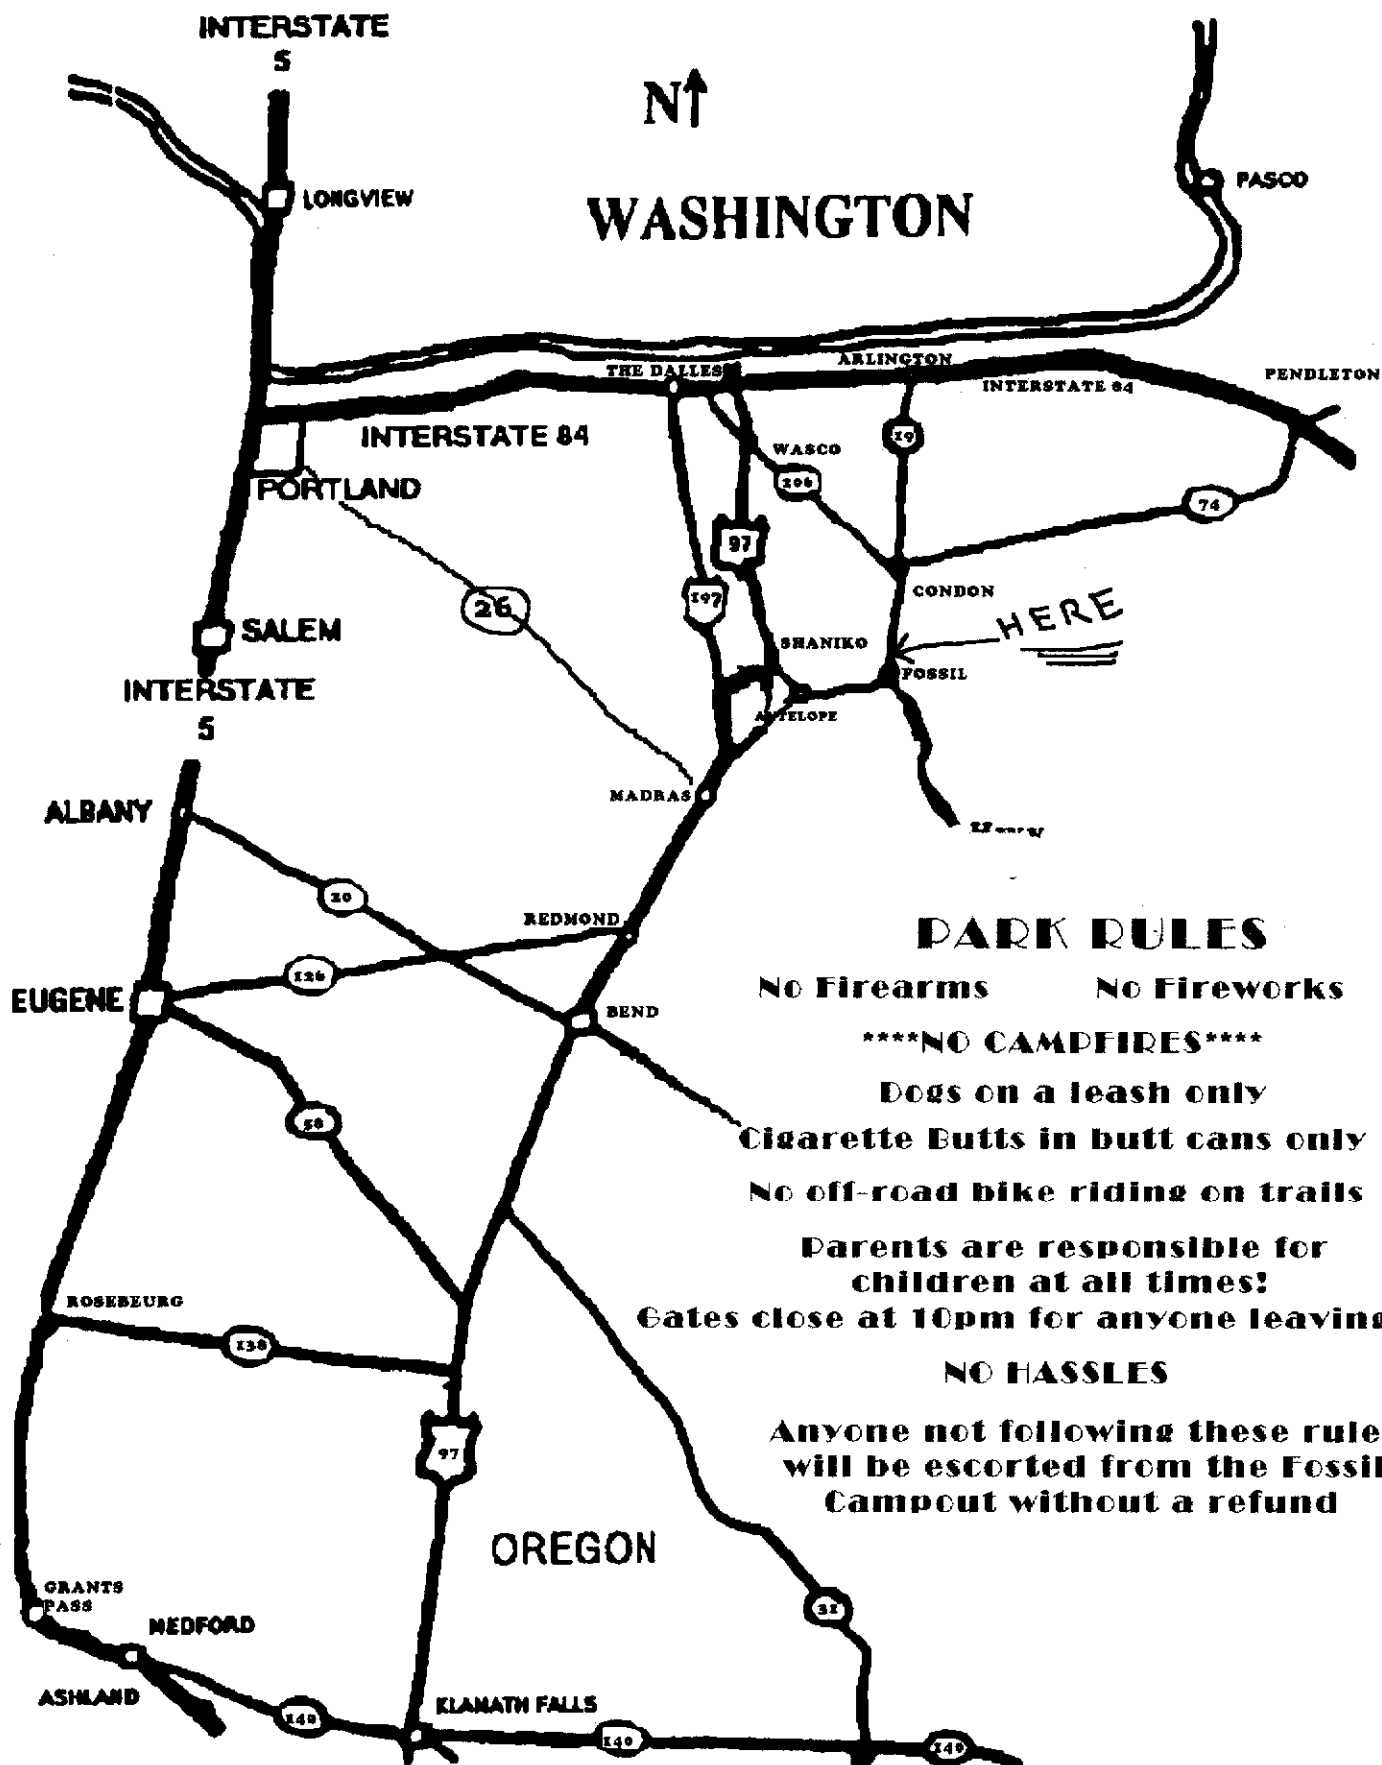 INTERSTATE
5
N
LONGVIEW
WASHINGTON
PASCO
THE DALLES
ARLINGTON
INTERSTATE 84
PENDLETON
INTERSTATE 84
WASCO
19
206
74
PORTLAND
97
197
26
CONDON
HERE
SALEM
SHANIKO
FOSSIL
INTERSTATE
5
ANTELOPE
MADRAS
ALBANY
20
REDMOND
126
EUGENE
BEND
58
PARK RULES
No Firearms No Fireworks
****NO CAMPFIRES****
Dogs on a leash only
Cigarette Butts in butt cans only
No off-road bike riding on trails
Parents are responsible for
children at all times!
Gates close at 10pm for anyone leaving
NO HASSLES
Anyone not following these rule
will be escorted from the Fossil
Campout without a refund
ROSEBEURG
138
97
OREGON
31
GRANTS
PASS
MEDFORD
ASHLAND
140
KLAMATH FALLS
140
140